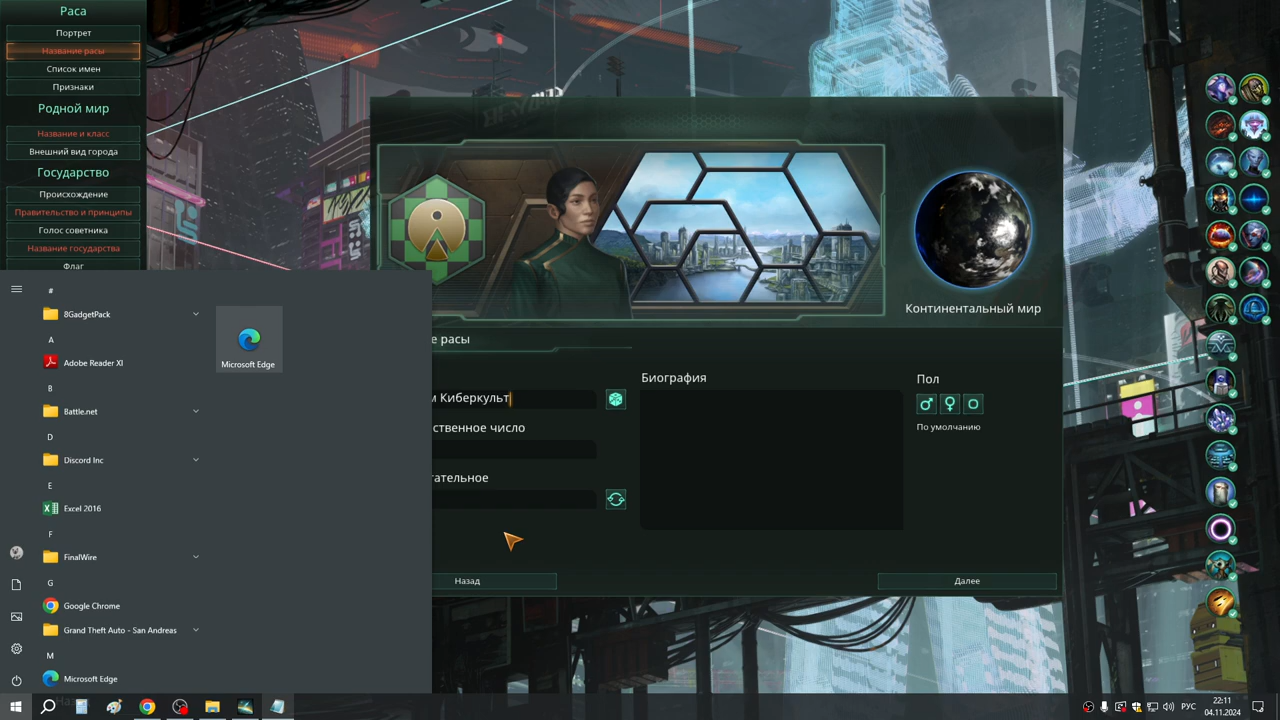 Раса
Портрет
Название расы
Список имен
Признаки
Родной мир
Название и класс
Внешний вид города
Государство
Происхождение
Правительство и принципы
Голос советника
Название государства
Флаг
Континентальный мир
е расы
м Киберкульт
ственное число
гательное
Биография
Пол
По умолчанию
Назад
Далее
#
8GadgetPack
A
Adobe Reader XI
B
Battle.net
D
Discord Inc
E
Excel 2016
F
FinalWire
G
Google Chrome
Grand Theft Auto - San Andreas
M
Microsoft Edge
Microsoft Edge
РУС
22:11
04.11.2024